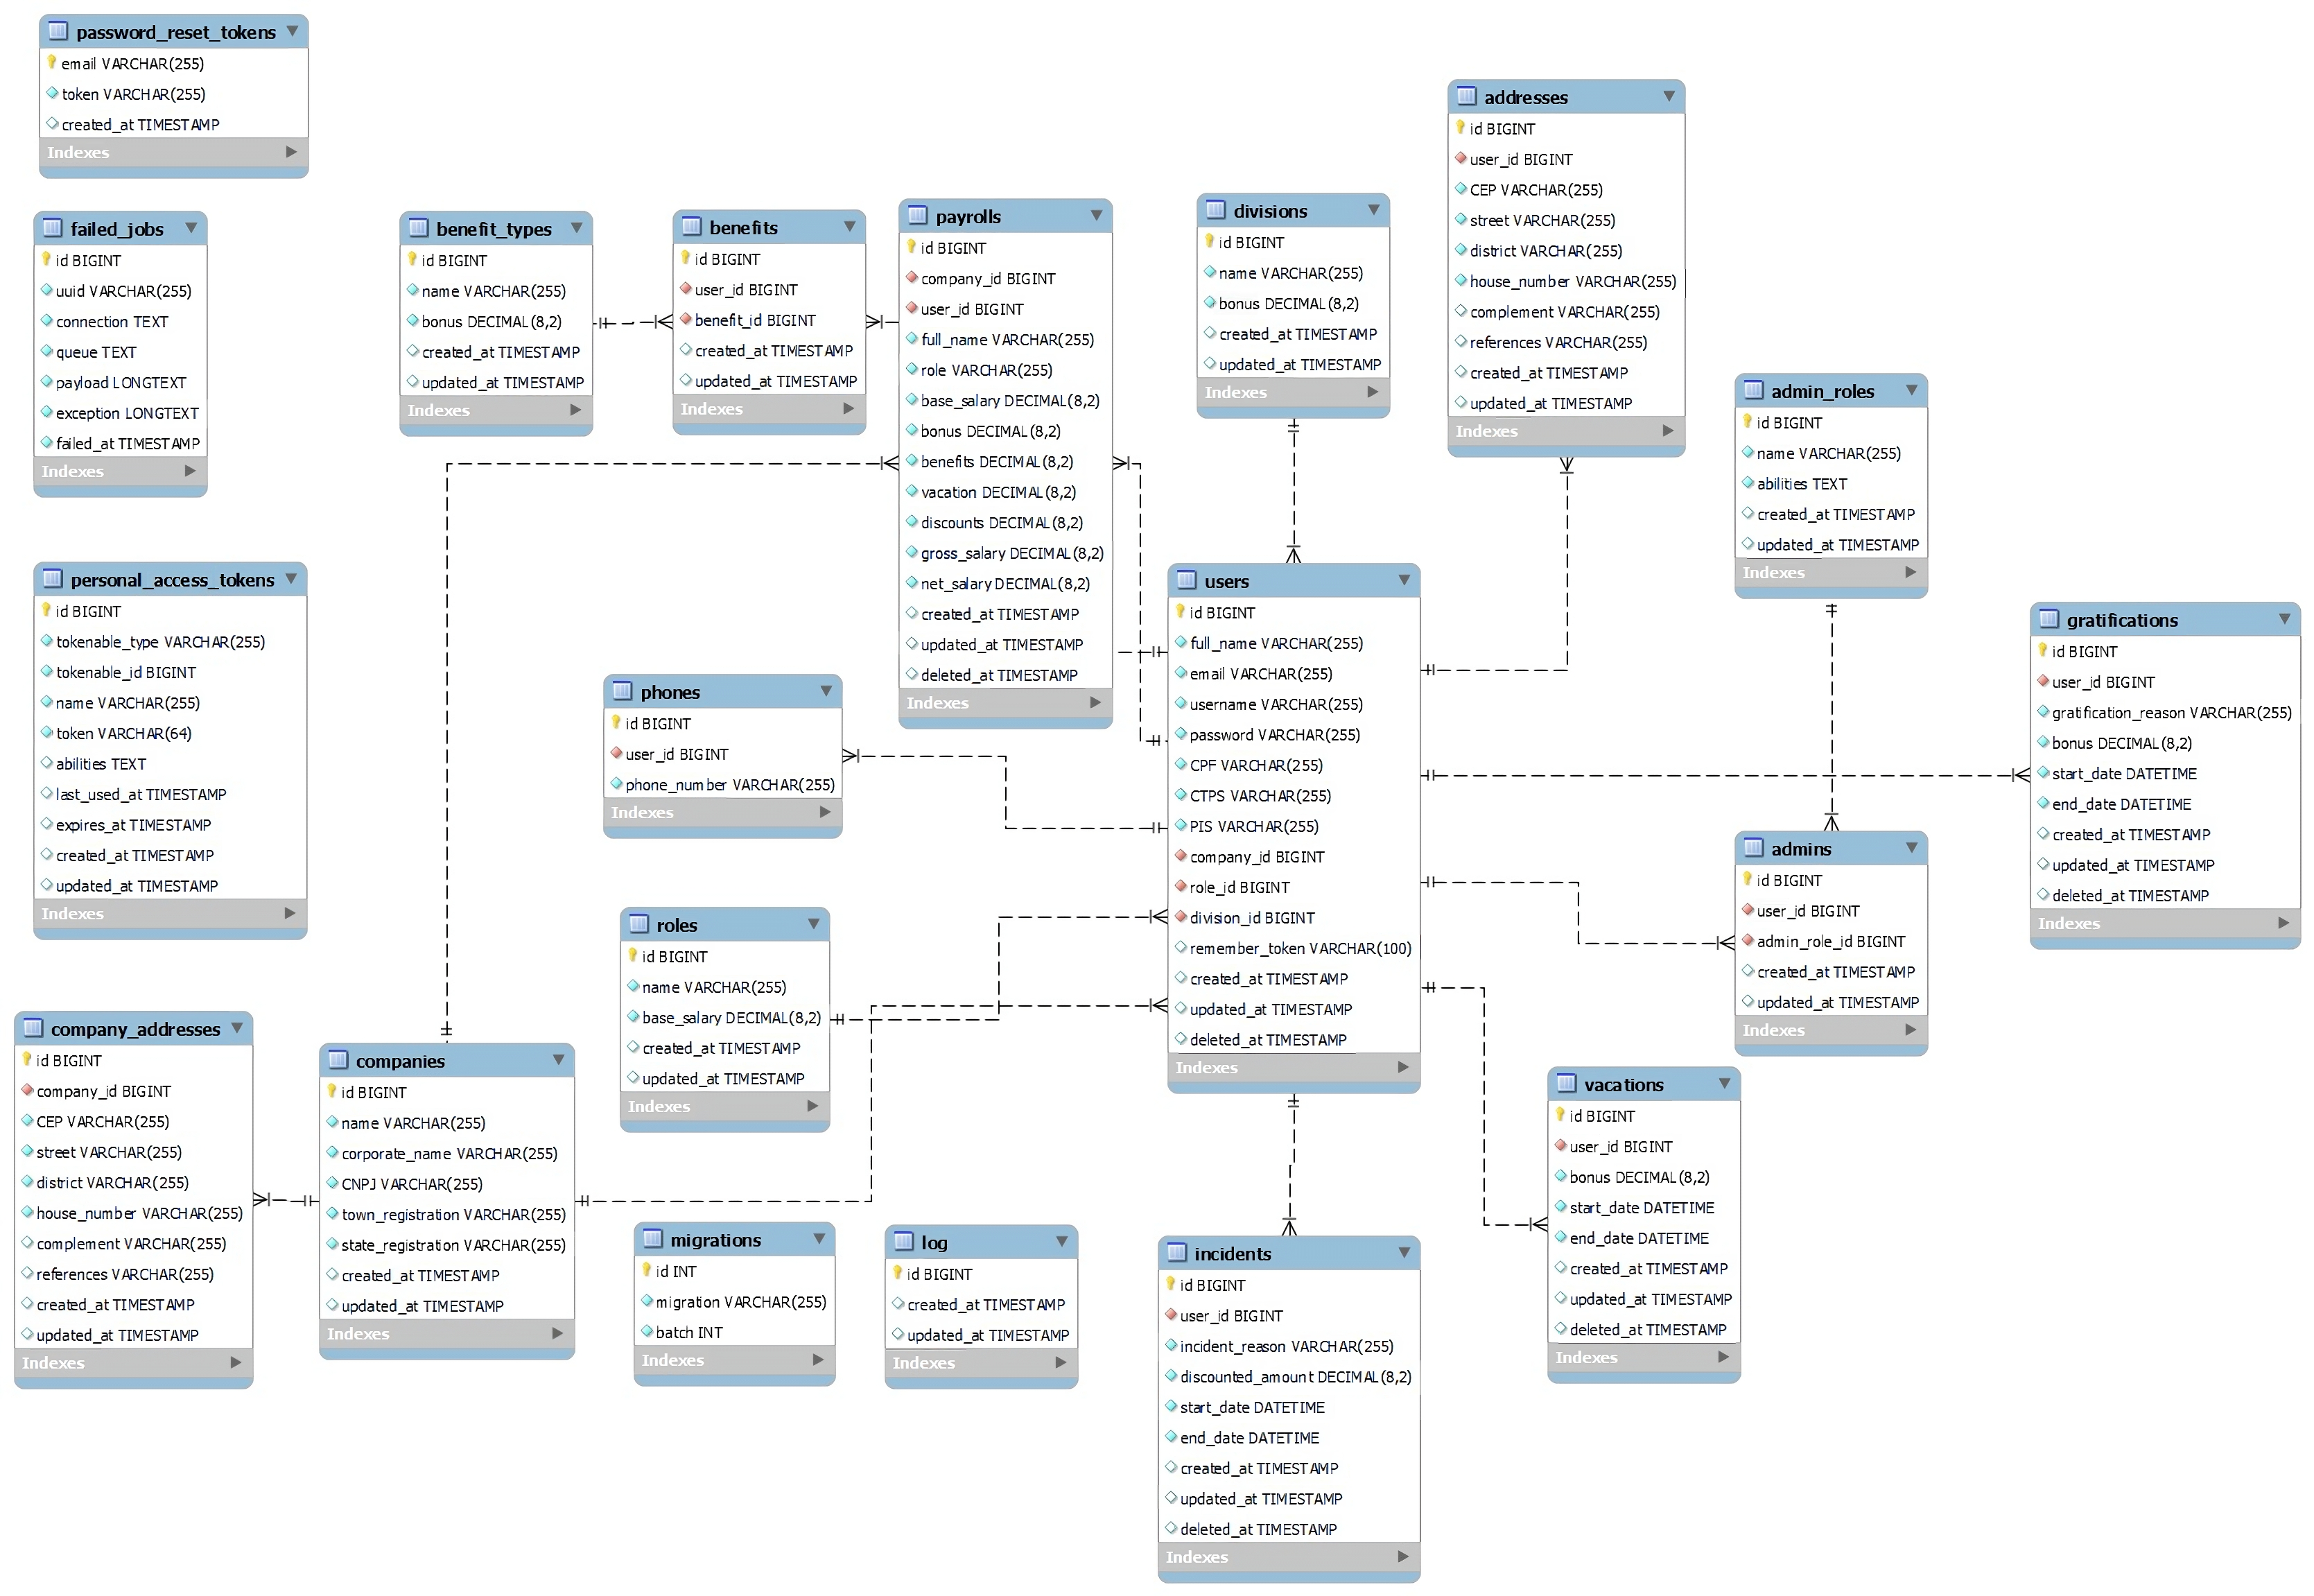 password_reset_tokens
email VARCHAR(255)
token VARCHAR(255)
created_at TIMESTAMP
Indexes
failed_jobs
id BIGINT
uuid VARCHAR(255)
connection TEXT
queue TEXT
payload LONGTEXT
exception LONGTEXT
failed_at TIMESTAMP
Indexes
personal_access_tokens
id BIGINT
tokenable_type VARCHAR(255)
tokenable_id BIGINT
name VARCHAR(255)
token VARCHAR(64)
abilities TEXT
last_used_at TIMESTAMP
expires_at TIMESTAMP
created_at TIMESTAMP
updated_at TIMESTAMP
Indexes
company_addresses
id BIGINT
company_id BIGINT
CEP VARCHAR(255)
street VARCHAR(255)
district VARCHAR(255)
house_number VARCHAR(255)
complement VARCHAR(255)
references VARCHAR(255)
created_at TIMESTAMP
updated_at TIMESTAMP
Indexes
benefit_types
id BIGINT
name VARCHAR(255)
bonus DECIMAL(8,2)
created_at TIMESTAMP
updated_at TIMESTAMP
Indexes
benefits
id BIGINT
user_id BIGINT
benefit_id BIGINT
created_at TIMESTAMP
updated_at TIMESTAMP
Indexes
payrolls
id BIGINT
company_id BIGINT
user_id BIGINT
full_name VARCHAR(255)
role VARCHAR(255)
base_salary DECIMAL(8,2)
bonus DECIMAL(8,2)
benefits DECIMAL(8,2)
vacation DECIMAL(8,2)
discounts DECIMAL(8,2)
gross_salary DECIMAL(8,2)
net_salary DECIMAL(8,2)
created_at TIMESTAMP
updated_at TIMESTAMP
deleted_at TIMESTAMP
Indexes
phones
id BIGINT
user_id BIGINT
phone_number VARCHAR(255)
Indexes
roles
id BIGINT
name VARCHAR(255)
base_salary DECIMAL(8,2)
created_at TIMESTAMP
updated_at TIMESTAMP
Indexes
companies
id BIGINT
name VARCHAR(255)
corporate_name VARCHAR(255)
CNPJ VARCHAR(255)
town_registration VARCHAR(255)
state_registration VARCHAR(255)
created_at TIMESTAMP
updated_at TIMESTAMP
Indexes
migrations
id INT
migration VARCHAR(255)
batch INT
Indexes
log
id BIGINT
created_at TIMESTAMP
updated_at TIMESTAMP
Indexes
divisions
id BIGINT
name VARCHAR(255)
bonus DECIMAL(8,2)
created_at TIMESTAMP
updated_at TIMESTAMP
Indexes
users
id BIGINT
full_name VARCHAR(255)
email VARCHAR(255)
username VARCHAR(255)
password VARCHAR(255)
CPF VARCHAR(255)
CTPS VARCHAR(255)
PIS VARCHAR(255)
company_id BIGINT
role_id BIGINT
division_id BIGINT
remember_token VARCHAR(100)
created_at TIMESTAMP
updated_at TIMESTAMP
deleted_at TIMESTAMP
Indexes
incidents
id BIGINT
user_id BIGINT
incident_reason VARCHAR(255)
discounted_amount DECIMAL(8,2)
start_date DATETIME
end_date DATETIME
created_at TIMESTAMP
updated_at TIMESTAMP
deleted_at TIMESTAMP
Indexes
addresses
id BIGINT
user_id BIGINT
CEP VARCHAR(255)
street VARCHAR(255)
district VARCHAR(255)
house_number VARCHAR(255)
complement VARCHAR(255)
references VARCHAR(255)
created_at TIMESTAMP
updated_at TIMESTAMP
Indexes
admin_roles
id BIGINT
name VARCHAR(255)
abilities TEXT
created_at TIMESTAMP
updated_at TIMESTAMP
Indexes
admins
id BIGINT
user_id BIGINT
admin_role_id BIGINT
created_at TIMESTAMP
updated_at TIMESTAMP
Indexes
vacations
id BIGINT
user_id BIGINT
bonus DECIMAL(8,2)
start_date DATETIME
end_date DATETIME
created_at TIMESTAMP
updated_at TIMESTAMP
deleted_at TIMESTAMP
Indexes
gratifications
id BIGINT
user_id BIGINT
gratification_reason VARCHAR(255)
bonus DECIMAL(8,2)
start_date DATETIME
end_date DATETIME
created_at TIMESTAMP
updated_at TIMESTAMP
deleted_at TIMESTAMP
Indexes